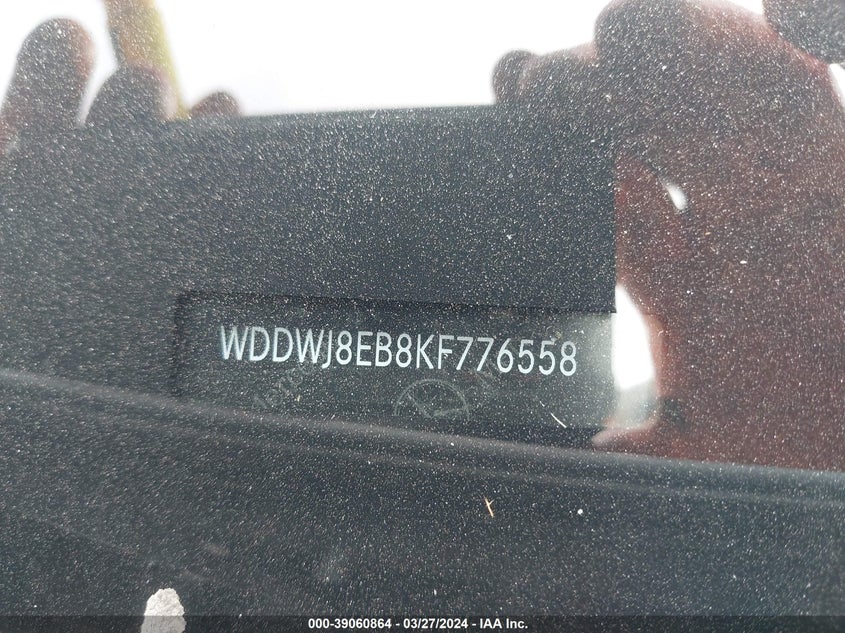 WDDWJ8EB8KF776558
000-39060864 - 03/27/2024 - IAA Inc.